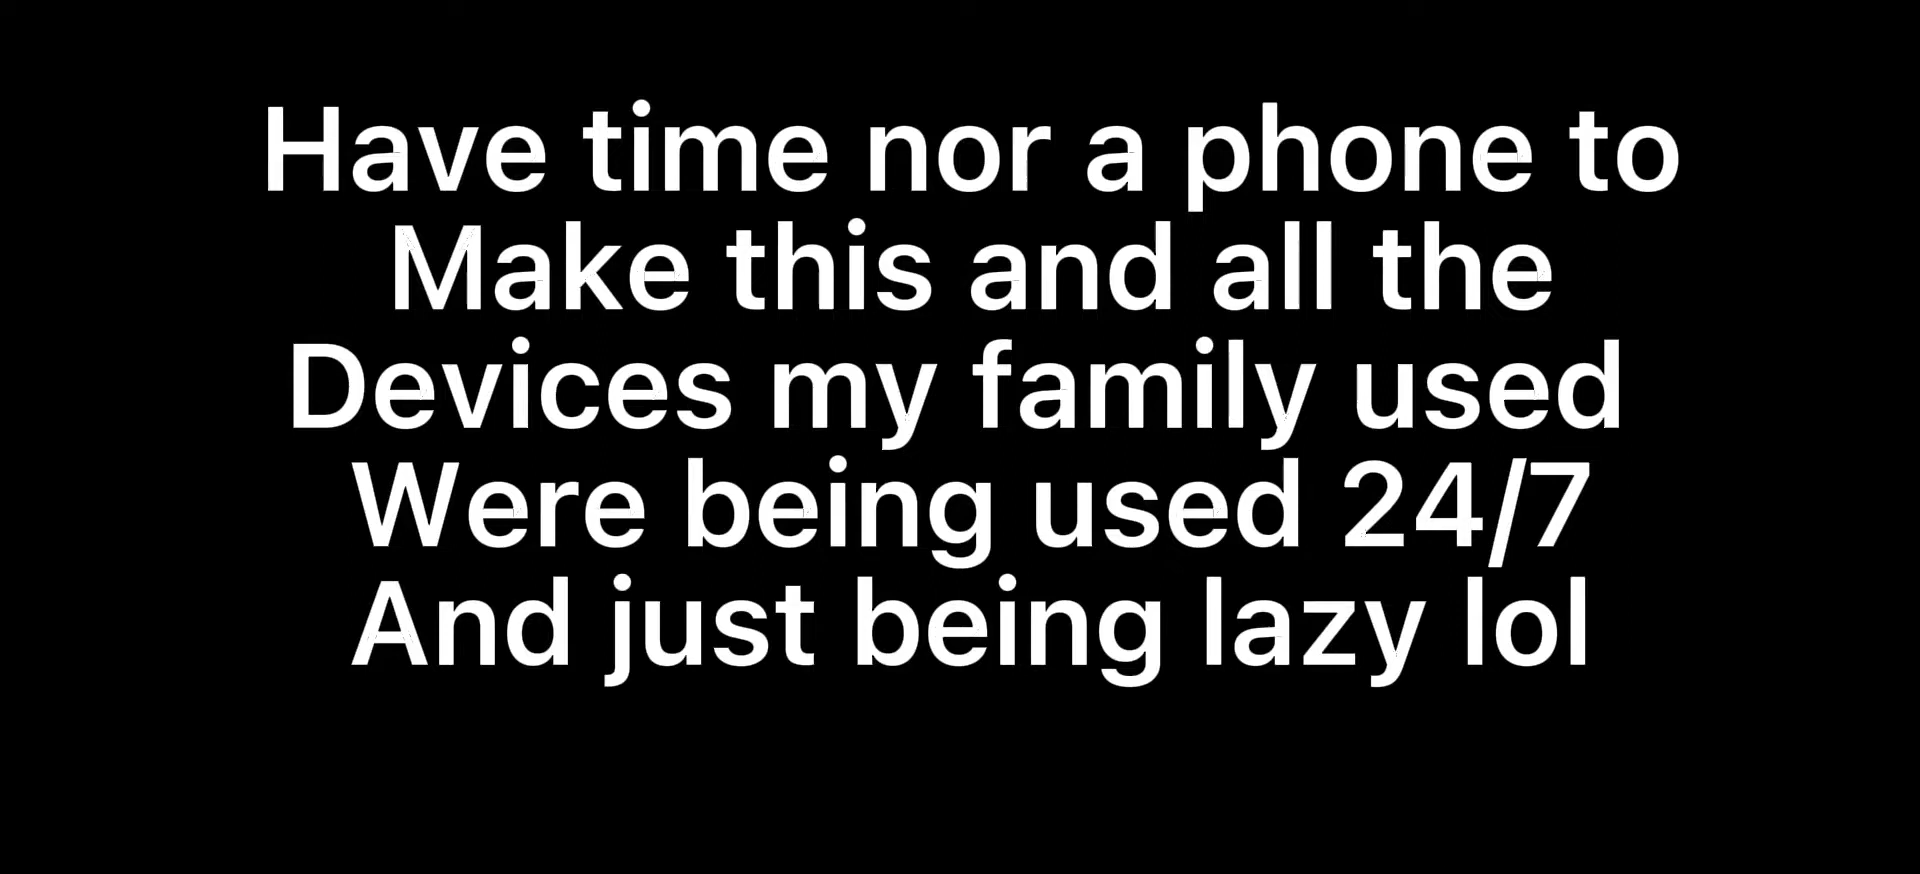 Have time nor a phone to
Make this and all the
Devices my family used
Were being used 24/7
And just being lazy lol